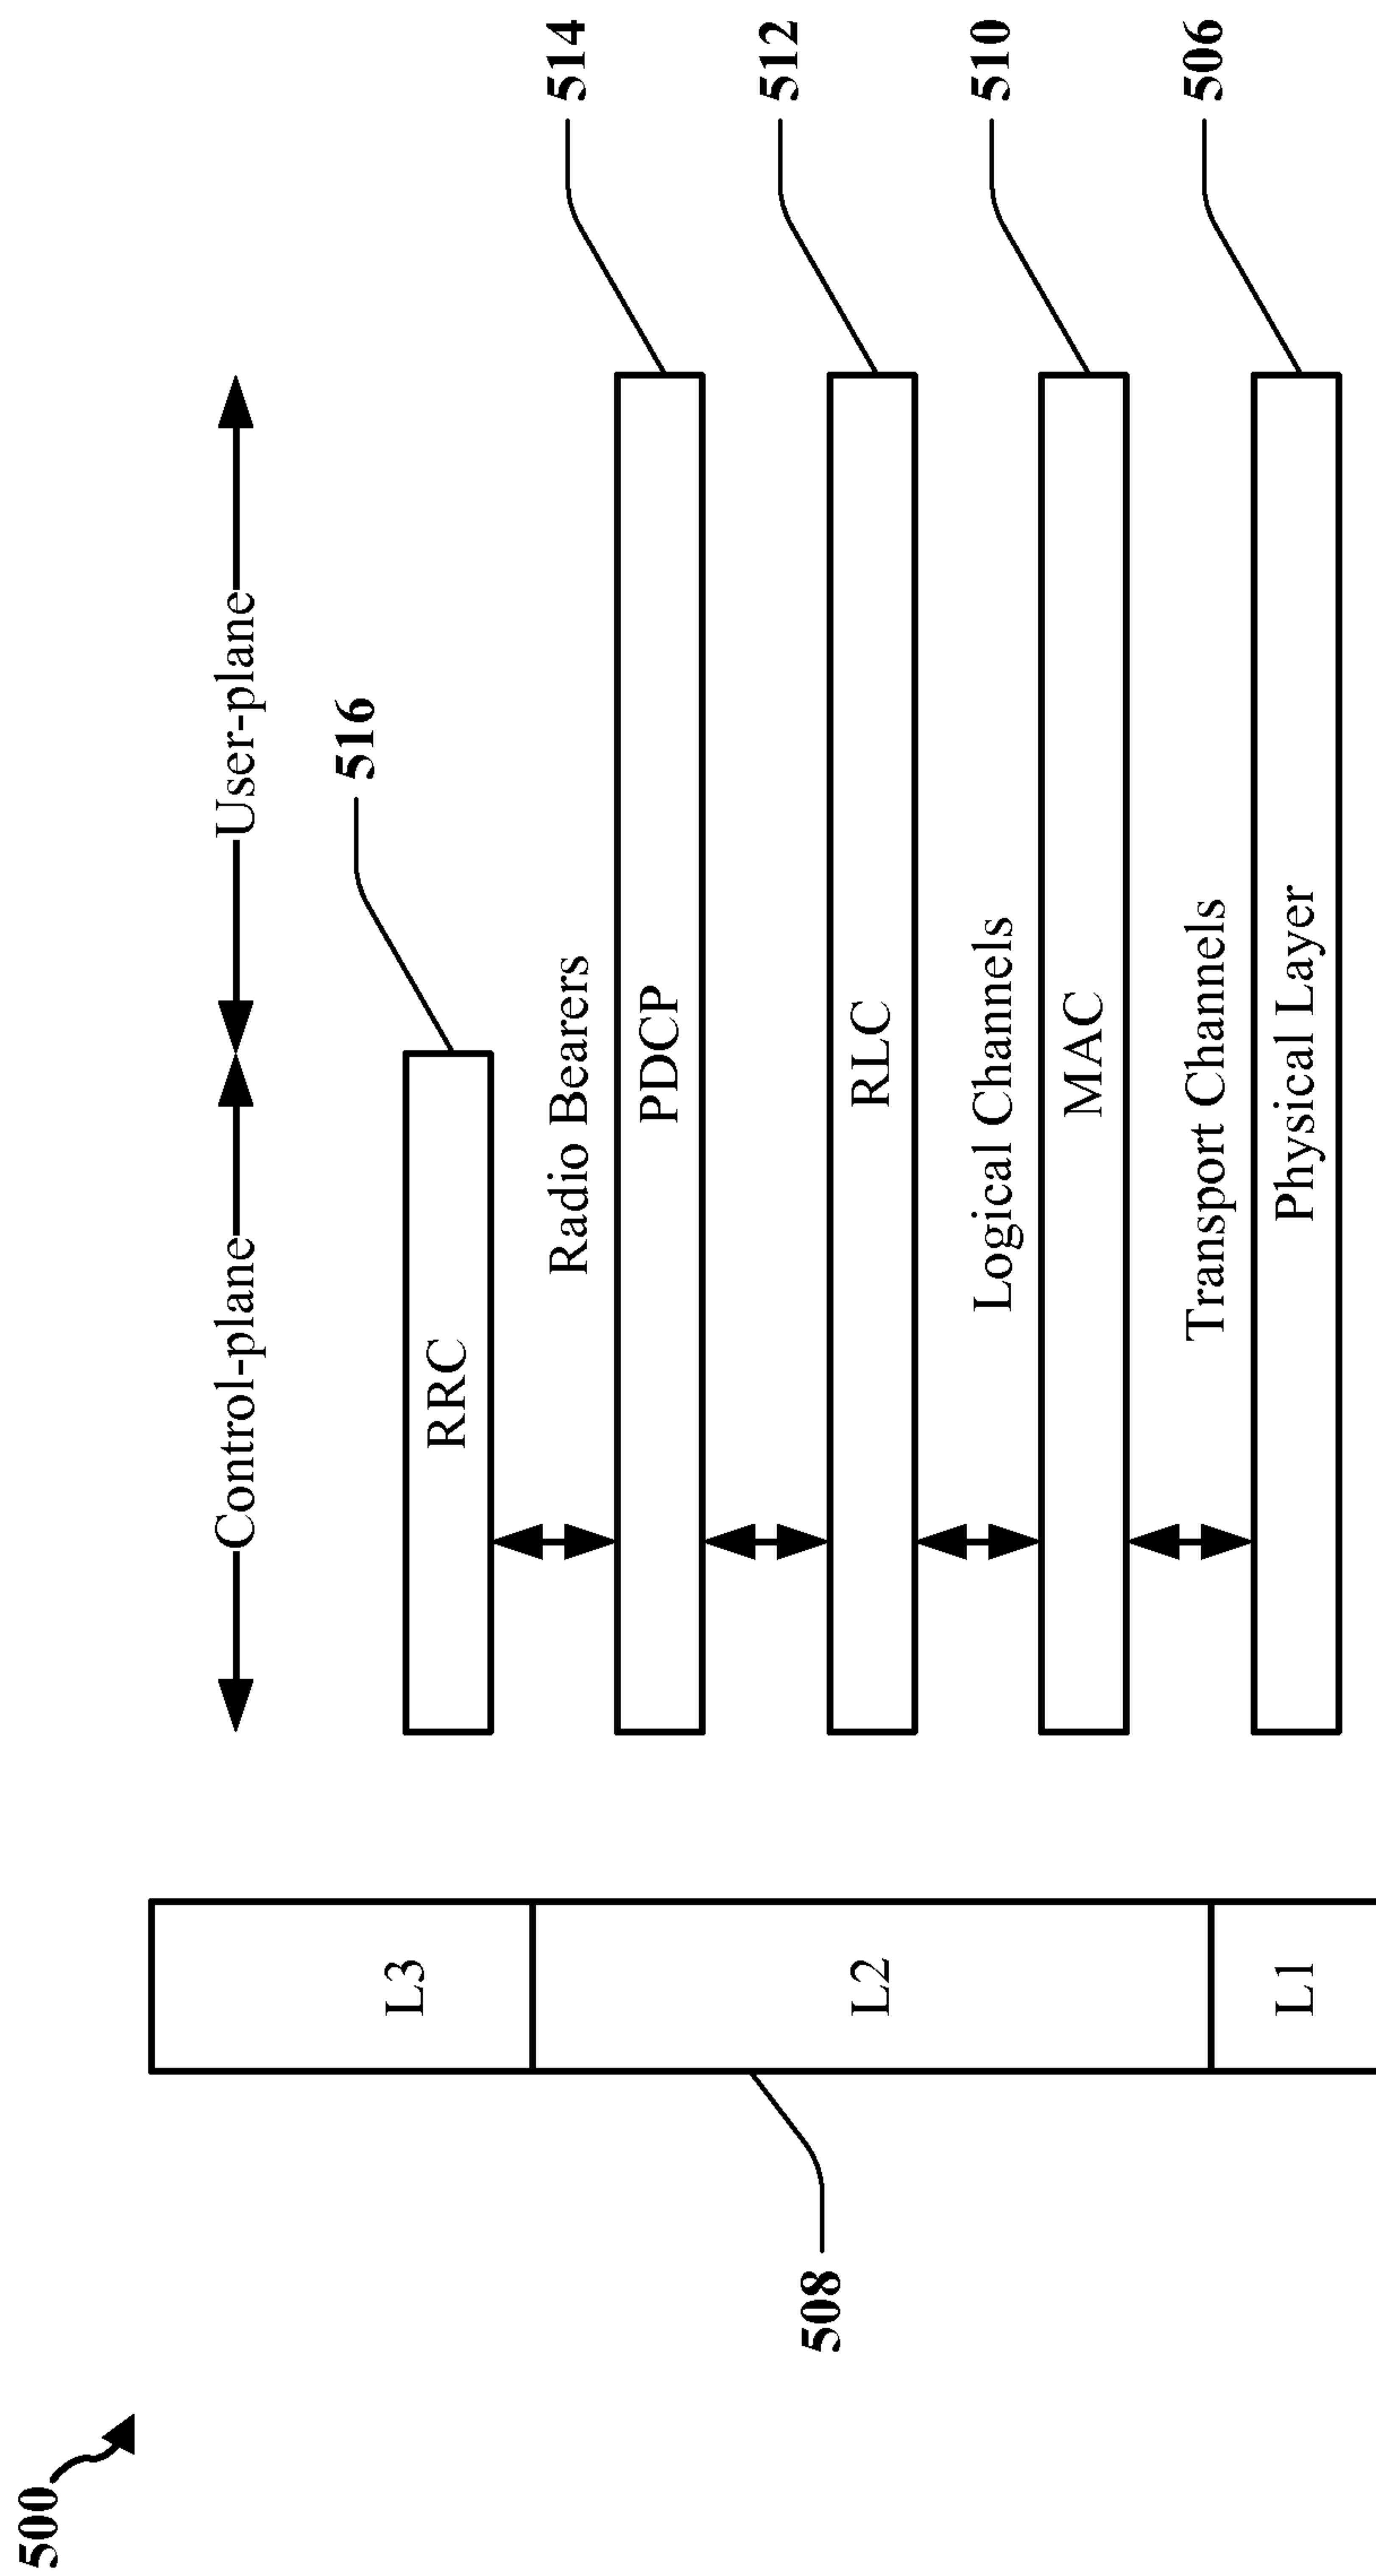 500
Control-plane
User-plane
516
RRC
L3
Radio Bearers
514
PDCP
508
L2
512
RLC
Logical Channels
510
MAC
Transport Channels
506
L1
Physical Layer